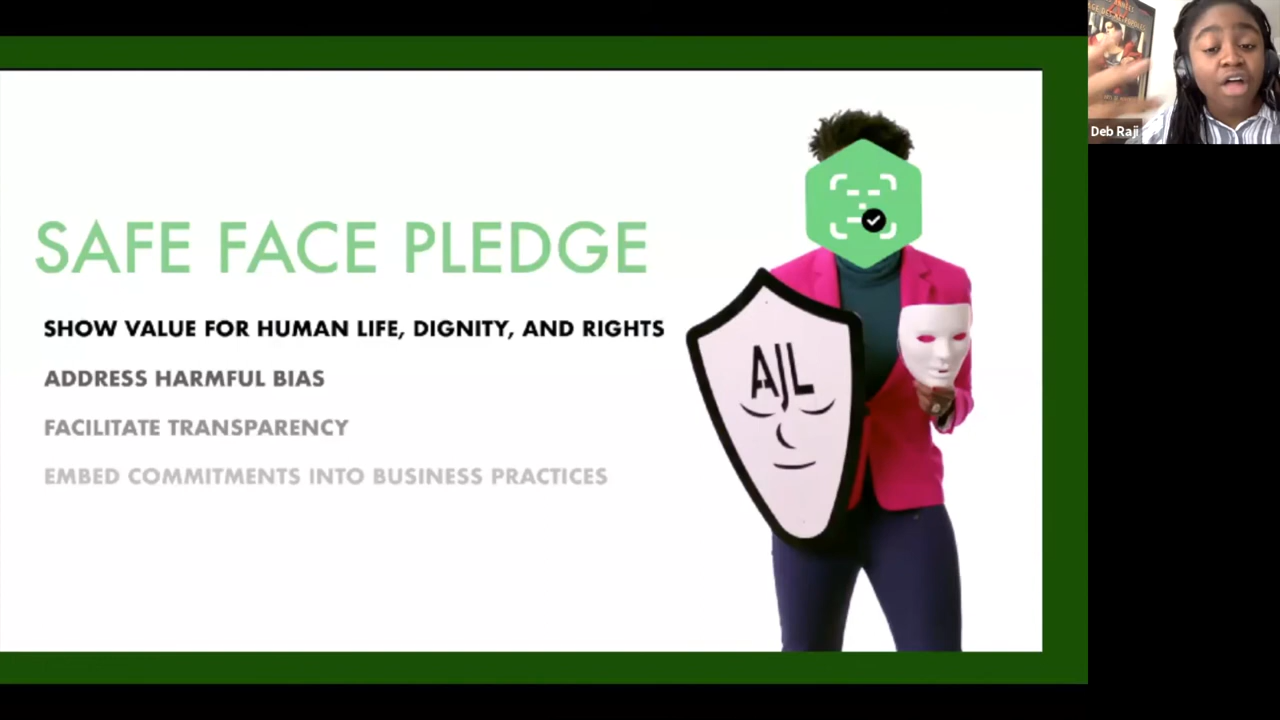 SAFE FACE PLEDGE
SHOW VALUE FOR HUMAN LIFE, DIGNITY, AND RIGHTS
ADDRESS HARMFUL BIAS
FACILITATE TRANSPARENCY
EMBED COMMITMENTS INTO BUSINESS PRACTICES
AJL
Deb Raji